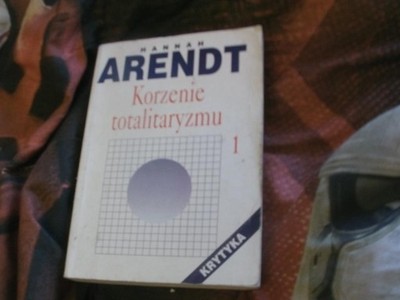 HANNAH
ARENDT
Korzenie
totalitaryzmu
1
KRYTYKA